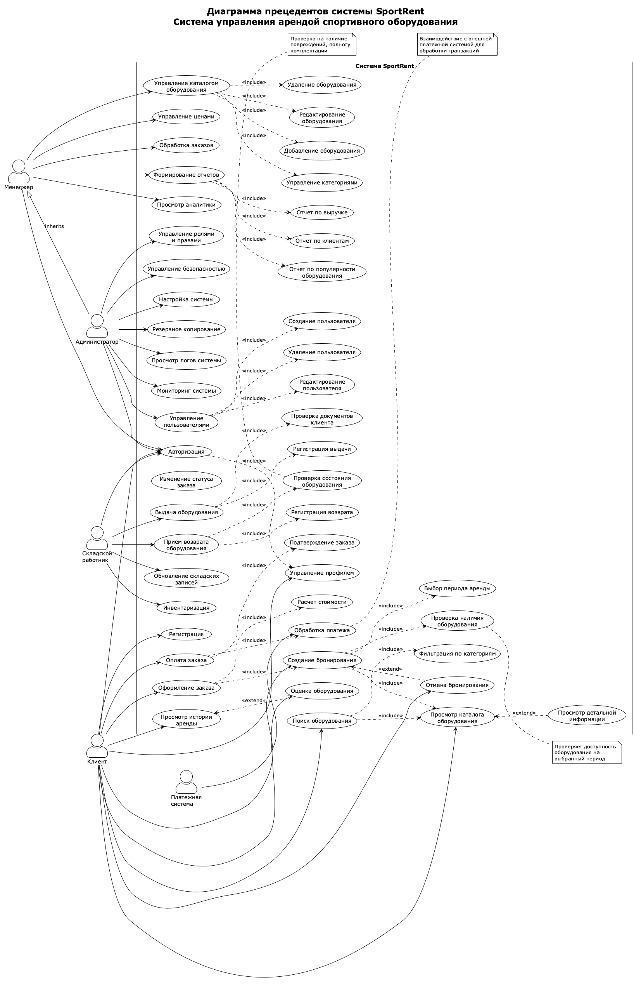 Диаграмма прецедентов системы SportRent
Система управления арендой спортивного оборудования
Проверка на наличие
повреждений, полноту
комплектации
Взаимодействие с внешней
платежной системой для
обработки транзакций
Система SportRent
Управление каталогом
оборудования
«include»
Удаление оборудования
«include»
Редактирование
оборудования
«include»
Управление ценами
«include»
Обработка заказов
Добавление оборудования
Менеджер
Формирование отчетов
Управление категориями
«include»
Просмотр аналитики
Отчет по выручке
«include»
inherits
Управление ролями
и правами
«include»
Отчет по клиентам
Управление безопасностью
Отчет по популярности
оборудования
Настройка системы
Создание пользователя
Администратор
Резервное копирование
«include»
Просмотр логов системы
Удаление пользователя
«include»
Мониторинг системы
Редактирование
пользователя
«include»
Управление
пользователями
Проверка документов
клиента
«include»
Авторизация
Регистрация выдачи
«include»
Изменение статуса
заказа
«include»
Проверка состояния
оборудования
«include»
Выдача оборудования
Регистрация возврата
«include»
Складской
работник
Прием возврата
оборудования
Подтверждение заказа
«include»
Обновление складских
записей
Управление профилем
Выбор периода аренды
Инвентаризация
Расчет стоимости
«include»
«include»
Проверка наличия
оборудования
Регистрация
Обработка платежа
«include»
«include»
Оплата заказа
Создание бронирования
«include»
Фильтрация по категориям
«include»
«extend»
Оформление заказа
Оценка оборудования
«include»
Отмена бронирования
«extend»
Просмотр истории
аренды
Поиск оборудования
«include»
Просмотр каталога
оборудования
«extend»
Просмотр детальной
информации
Клиент
Проверяет доступность
оборудования на
выбранный период
Платежная
система